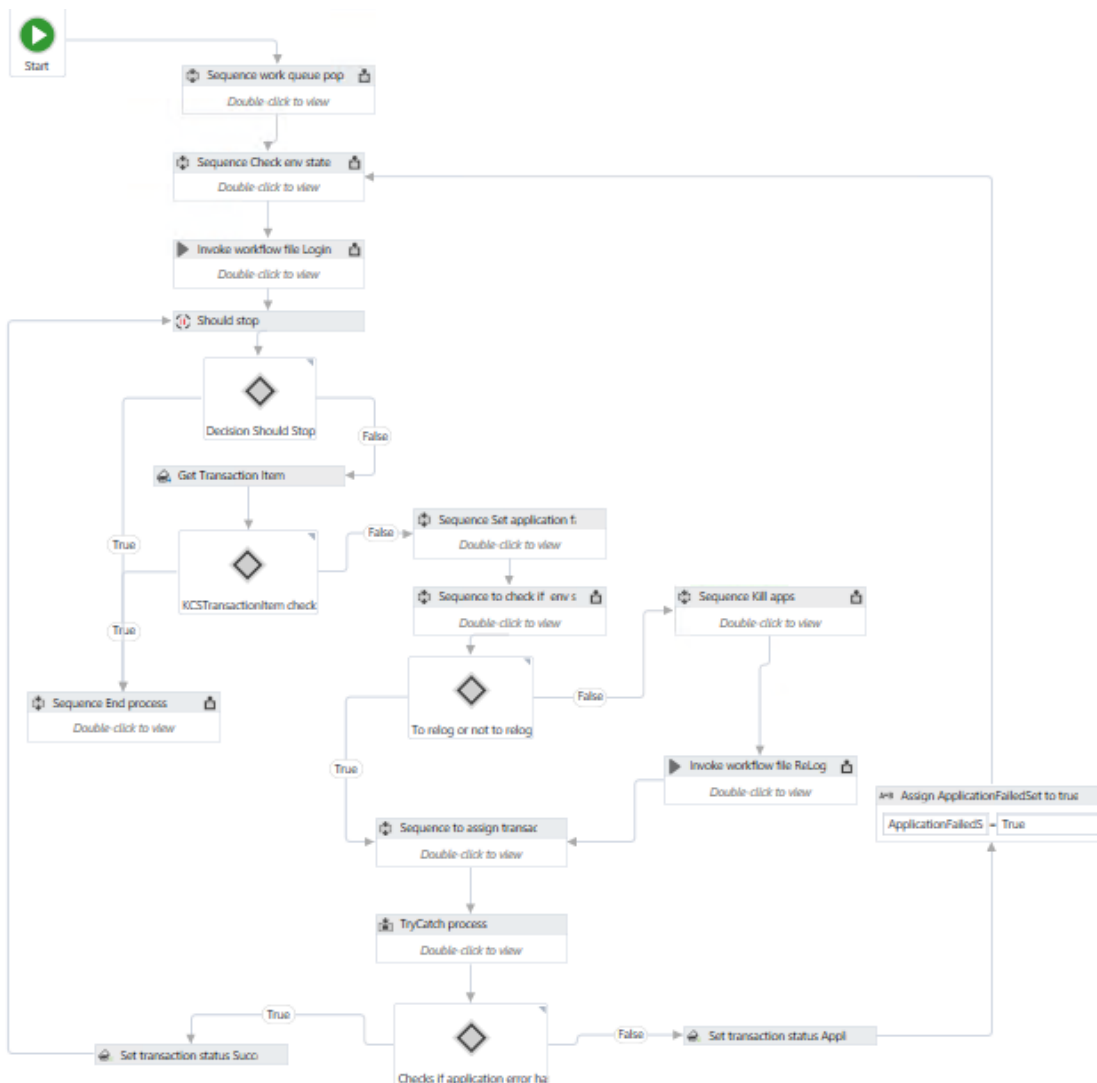 Start
Sequence work queue pop
Double-click to view
Sequence Check env state
Double-click to view
Invoke workflow file Login
Double-click to view
Should stop
Decision Should Stop
False
Get Transaction Item
True
KCSTransactionItem check
False
True
Sequence Set application f
Double-click to view
Sequence to check if env s
Double-click to view
Sequence Kill apps
Double-click to view
Sequence End process
Double-click to view
To relog or not to relog
False
True
Invoke workflow file ReLog
Double-click to view
Assign ApplicationFailedSet to true
ApplicationFailedS = True
Sequence to assign transac
Double-click to view
TryCatch process
Double-click to view
True
Set transaction status Succ
Checks if application error ha
False
Set transaction status Appl